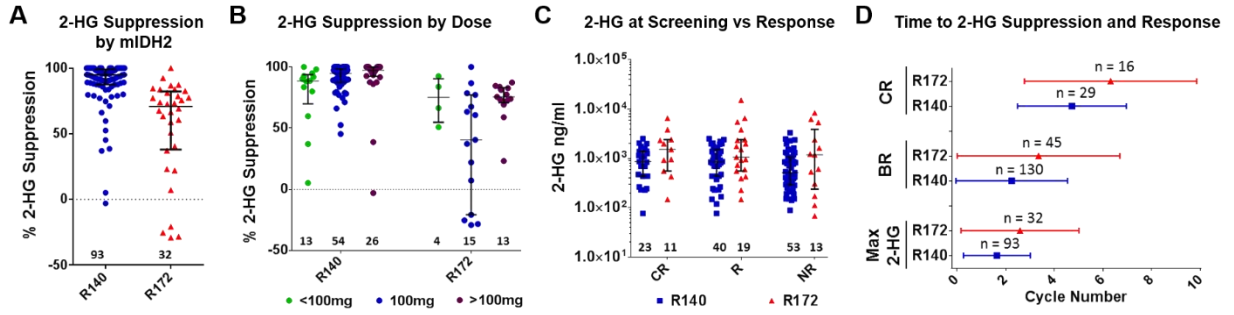 A
2-HG Suppression
by mIDH2
% 2-HG Suppression
100
50
0
-50
93
32
R140
R172
B
2-HG Suppression by Dose
% 2-HG Suppression
100
50
0
-50
13
54
26
4
15
13
R140
R172
<100mg
100mg
>100mg
C
2-HG at Screening vs Response
2-HG ng/ml
1.0×10⁵
1.0×10⁴
1.0×10³
1.0×10²
1.0×10¹
23
11
40
19
53
13
CR
R
NR
R140
R172
D
Time to 2-HG Suppression and Response
CR
R172
n = 16
R140
n = 29
BR
R172
n = 45
R140
n = 130
Max
2-HG
R172
n = 32
R140
n = 93
0
2
4
6
8
10
Cycle Number